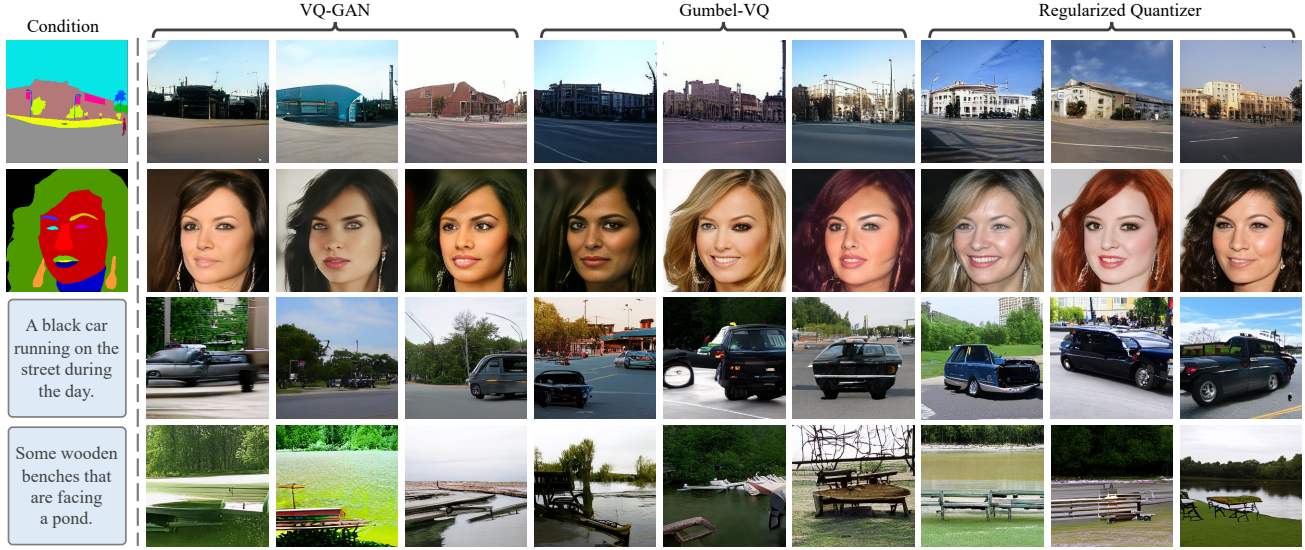 Condition
VQ-GAN
Gumbel-VQ
Regularized Quantizer
A black car
running on the
street during
the day.
Some wooden
benches that
are facing
a pond.